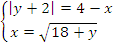 |y + 2| = 4 − x
x = √18 + y